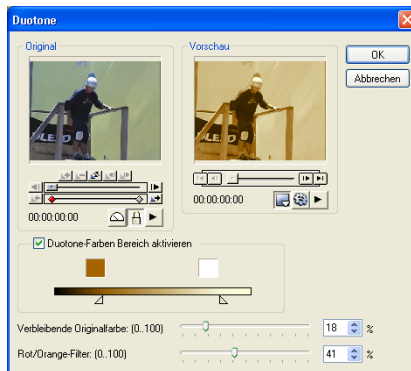 Duotone
Original
Vorschau
OK
Abbrechen
00:00:00:00
00:00:00:00
Duotone-Farben Bereich aktivieren
Verbleibende Originalfarbe: (0..100)
18
%
Rot/Orange-Filter: (0..100)
41
%